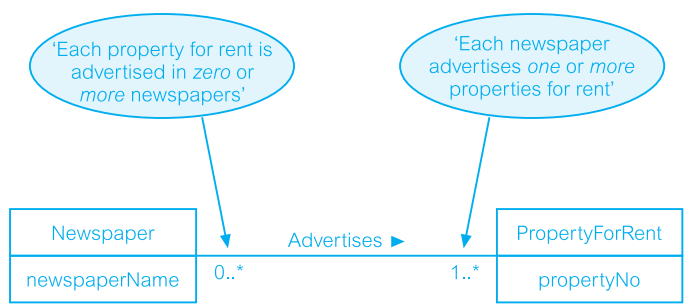 ‘Each property for rent is
advertised in zero or
more newspapers’
‘Each newspaper
advertises one or more
properties for rent’
Newspaper
newspaperName
Advertises ►
0..*
1..*
PropertyForRent
propertyNo